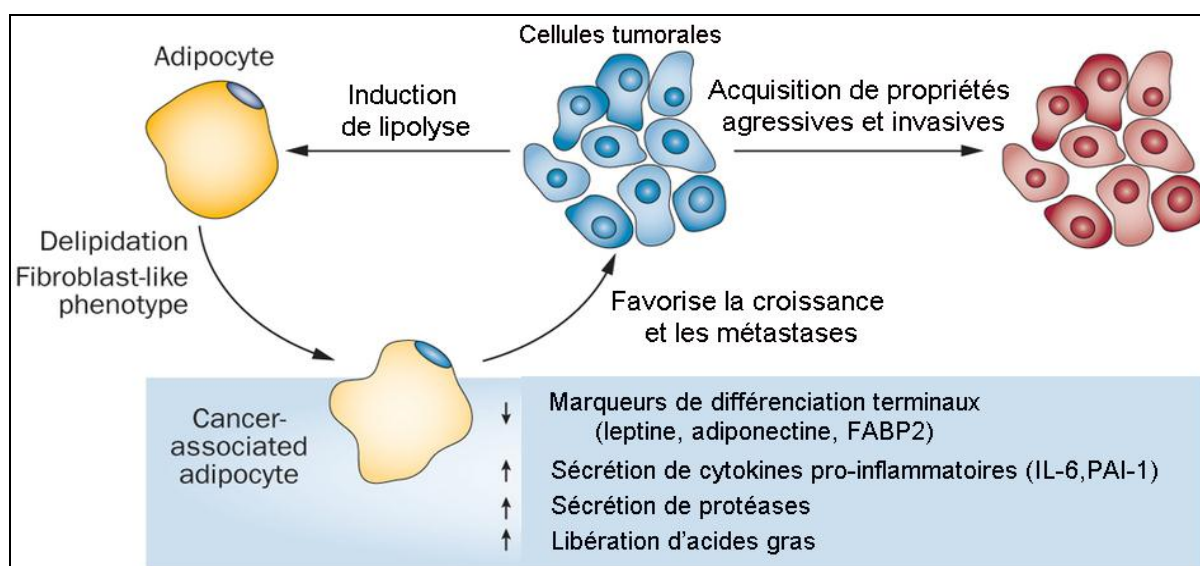 Cellules tumorales
Adipocyte
Induction
de lipolyse
Acquisition de propriétés
agressives et invasives
Delipidation
Fibroblast-like
phenotype
Favorise la croissance
et les métastases
Cancer-
associated
adipocyte
↓ Marqueurs de différenciation terminaux
(leptine, adiponectine, FABP2)
↑ Sécrétion de cytokines pro-inflammatoires (IL-6,PAI-1)
↑ Sécrétion de protéases
↑ Libération d'acides gras